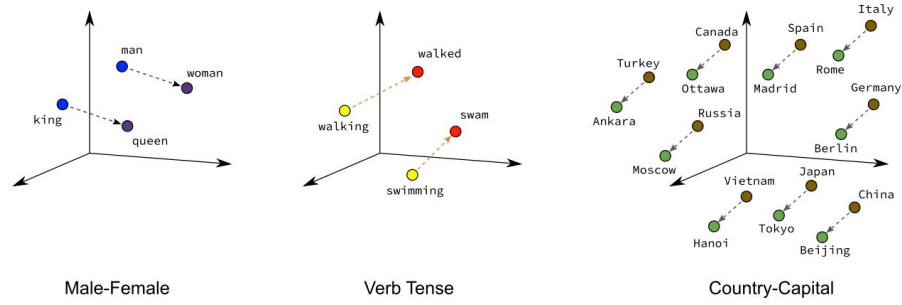 man
woman
king
queen
Male-Female
walked
walking
swam
swimming
Verb Tense
Italy
Canada
Spain
Rome
Turkey
Ottawa
Madrid
Germany
Ankara
Russia
Berlin
Moscow
Vietnam
Japan
China
Hanoi
Tokyo
Beijing
Country-Capital